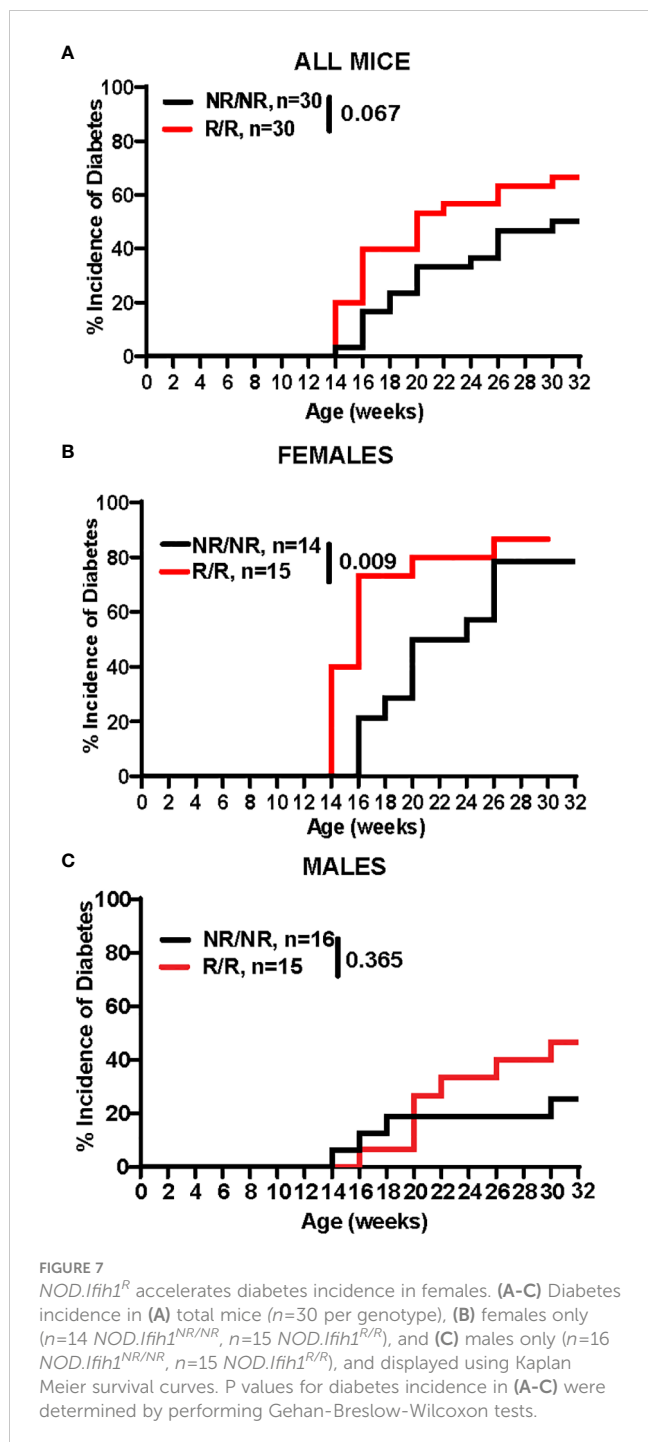 A
ALL MICE
% Incidence of Diabetes
100
80
60
40
20
0
NR/NR, n=30
R/R, n=30
0.067
0 2 4 6 8 10 12 14 16 18 20 22 24 26 28 30 32
Age (weeks)
B
FEMALES
% Incidence of Diabetes
100
80
60
40
20
0
NR/NR, n=14
R/R, n=15
0.009
0 2 4 6 8 10 12 14 16 18 20 22 24 26 28 30 32
Age (weeks)
C
MALES
% Incidence of Diabetes
100
80
60
40
20
0
NR/NR, n=16
R/R, n=15
0.365
0 2 4 6 8 10 12 14 16 18 20 22 24 26 28 30 32
Age (weeks)
FIGURE 7
NOD.Ifih1R accelerates diabetes incidence in females. (A-C) Diabetes
incidence in (A) total mice (n=30 per genotype), (B) females only
(n=14 NOD.Ifih1NR/NR, n=15 NOD.Ifih1R/R), and (C) males only (n=16
NOD.Ifih1NR/NR, n=15 NOD.Ifih1R/R), and displayed using Kaplan
Meier survival curves. P values for diabetes incidence in (A-C) were
determined by performing Gehan-Breslow-Wilcoxon tests.